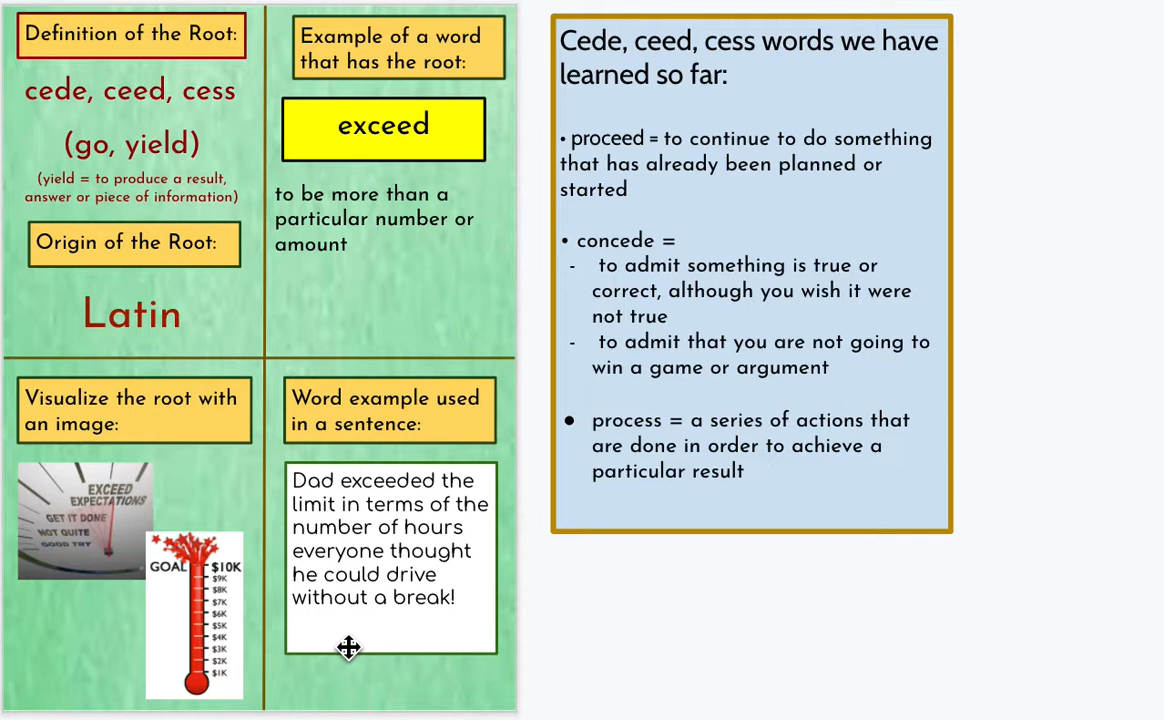 Definition of the Root:
cede, ceed, cess
(go, yield)
(yield = to produce a result,
answer or piece of information)
Origin of the Root:
Latin
Example of a word
that has the root:
exceed
to be more than a
particular number or
amount
Visualize the root with
an image:
EXCEED
EXPECTATIONS
GET IT DONE
NOT QUITE
GOOD TRY
GOAL $10K
$9K
$8K
$7K
$6K
$5K
$4K
$3K
$2K
$1K
Word example used
in a sentence:
Dad exceeded the
limit in terms of the
number of hours
everyone thought
he could drive
without a break!
Cede, ceed, cess words we have
learned so far:
• proceed = to continue to do something
that has already been planned or
started
• concede =
- to admit something is true or
correct, although you wish it were
not true
- to admit that you are not going to
win a game or argument
● process = a series of actions that
are done in order to achieve a
particular result